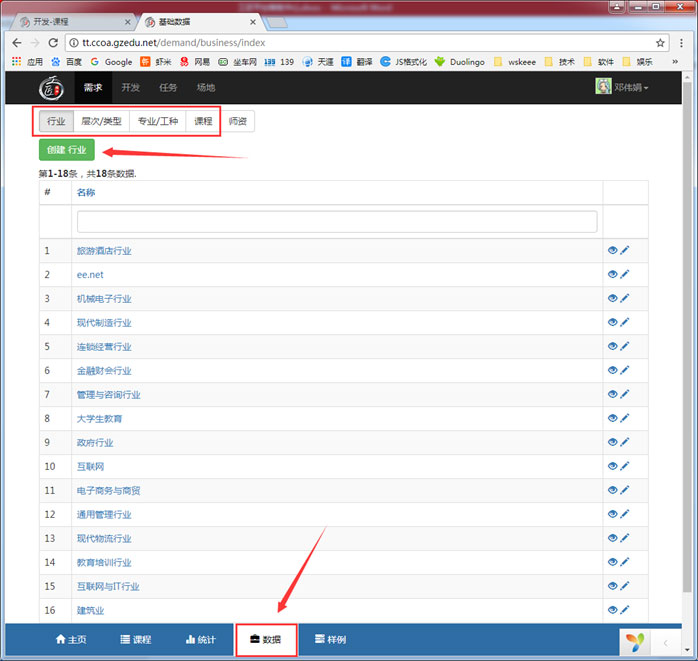 开发-课程 基础数据
tt.ccoa.gzedu.net/demand/business/index
应用 百度 Google 虾米 网易 坐车网 139 天涯 翻译 JS格式化 Duolingo wskeee 技术 软件 娱乐 »
需求 开发 任务 场地 邓伟娟
行业 层次/类型 专业/工种 课程 师资
创建 行业
第1-18条，共18条数据.
# 名称
1 旅游酒店行业
2 ee.net
3 机械电子行业
4 现代制造行业
5 连锁经营行业
6 金融财会行业
7 管理与咨询行业
8 大学生教育
9 政府行业
10 互联网
11 电子商务与商贸
12 通用管理行业
13 现代物流行业
14 教育培训行业
15 互联网与IT行业
16 建筑业
主页 课程 统计 数据 样例